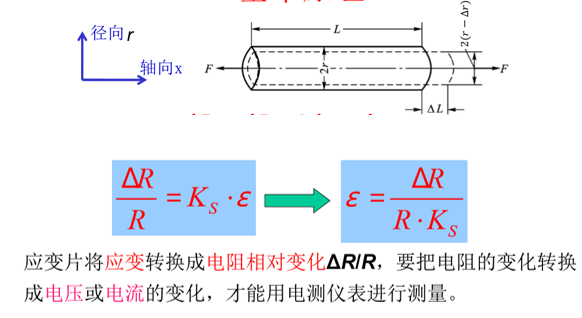 径向r
轴向x
L
F
2r
2(r − Δr)
F
ΔL
ΔR/R = K_S · ε
ε = ΔR/(R · K_S)
应变片将应变转换成电阻相对变化ΔR/R，要把电阻的变化转换
成电压或电流的变化，才能用电测仪表进行测量。